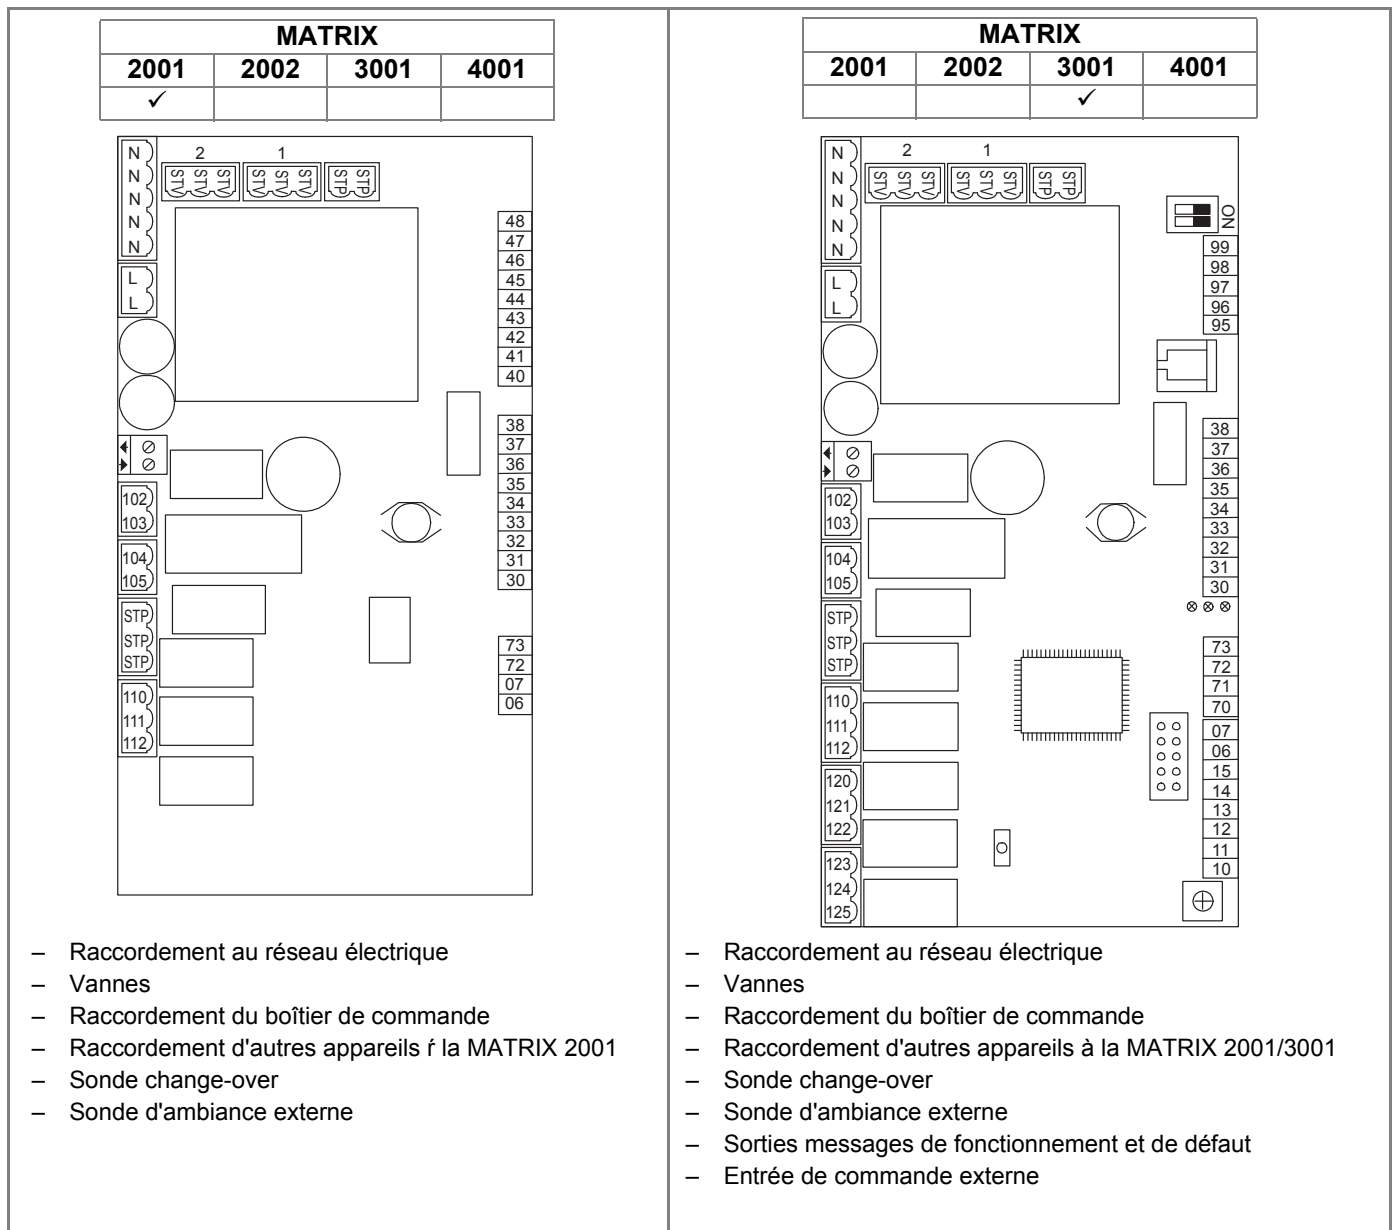 MATRIX
2001 2002 3001 4001
✓
N
N
N
N
N
L
L
2 1
STV STV STV STV STV STV STP STP
48
47
46
45
44
43
42
41
40
38
37
36
35
34
33
32
31
30
73
72
07
06
102
103
104
105
STP
STP
STP
110
111
112
– Raccordement au réseau électrique
– Vannes
– Raccordement du boîtier de commande
– Raccordement d'autres appareils ŕ la MATRIX 2001
– Sonde change-over
– Sonde d'ambiance externe
MATRIX
2001 2002 3001 4001
✓
N
N
N
N
N
L
L
2 1
STV STV STV STV STV STV STP STP
ON
99
98
97
96
95
38
37
36
35
34
33
32
31
30
73
72
71
70
07
06
15
14
13
12
11
10
102
103
104
105
STP
STP
STP
110
111
112
120
121
122
123
124
125
– Raccordement au réseau électrique
– Vannes
– Raccordement du boîtier de commande
– Raccordement d'autres appareils à la MATRIX 2001/3001
– Sonde change-over
– Sonde d'ambiance externe
– Sorties messages de fonctionnement et de défaut
– Entrée de commande externe